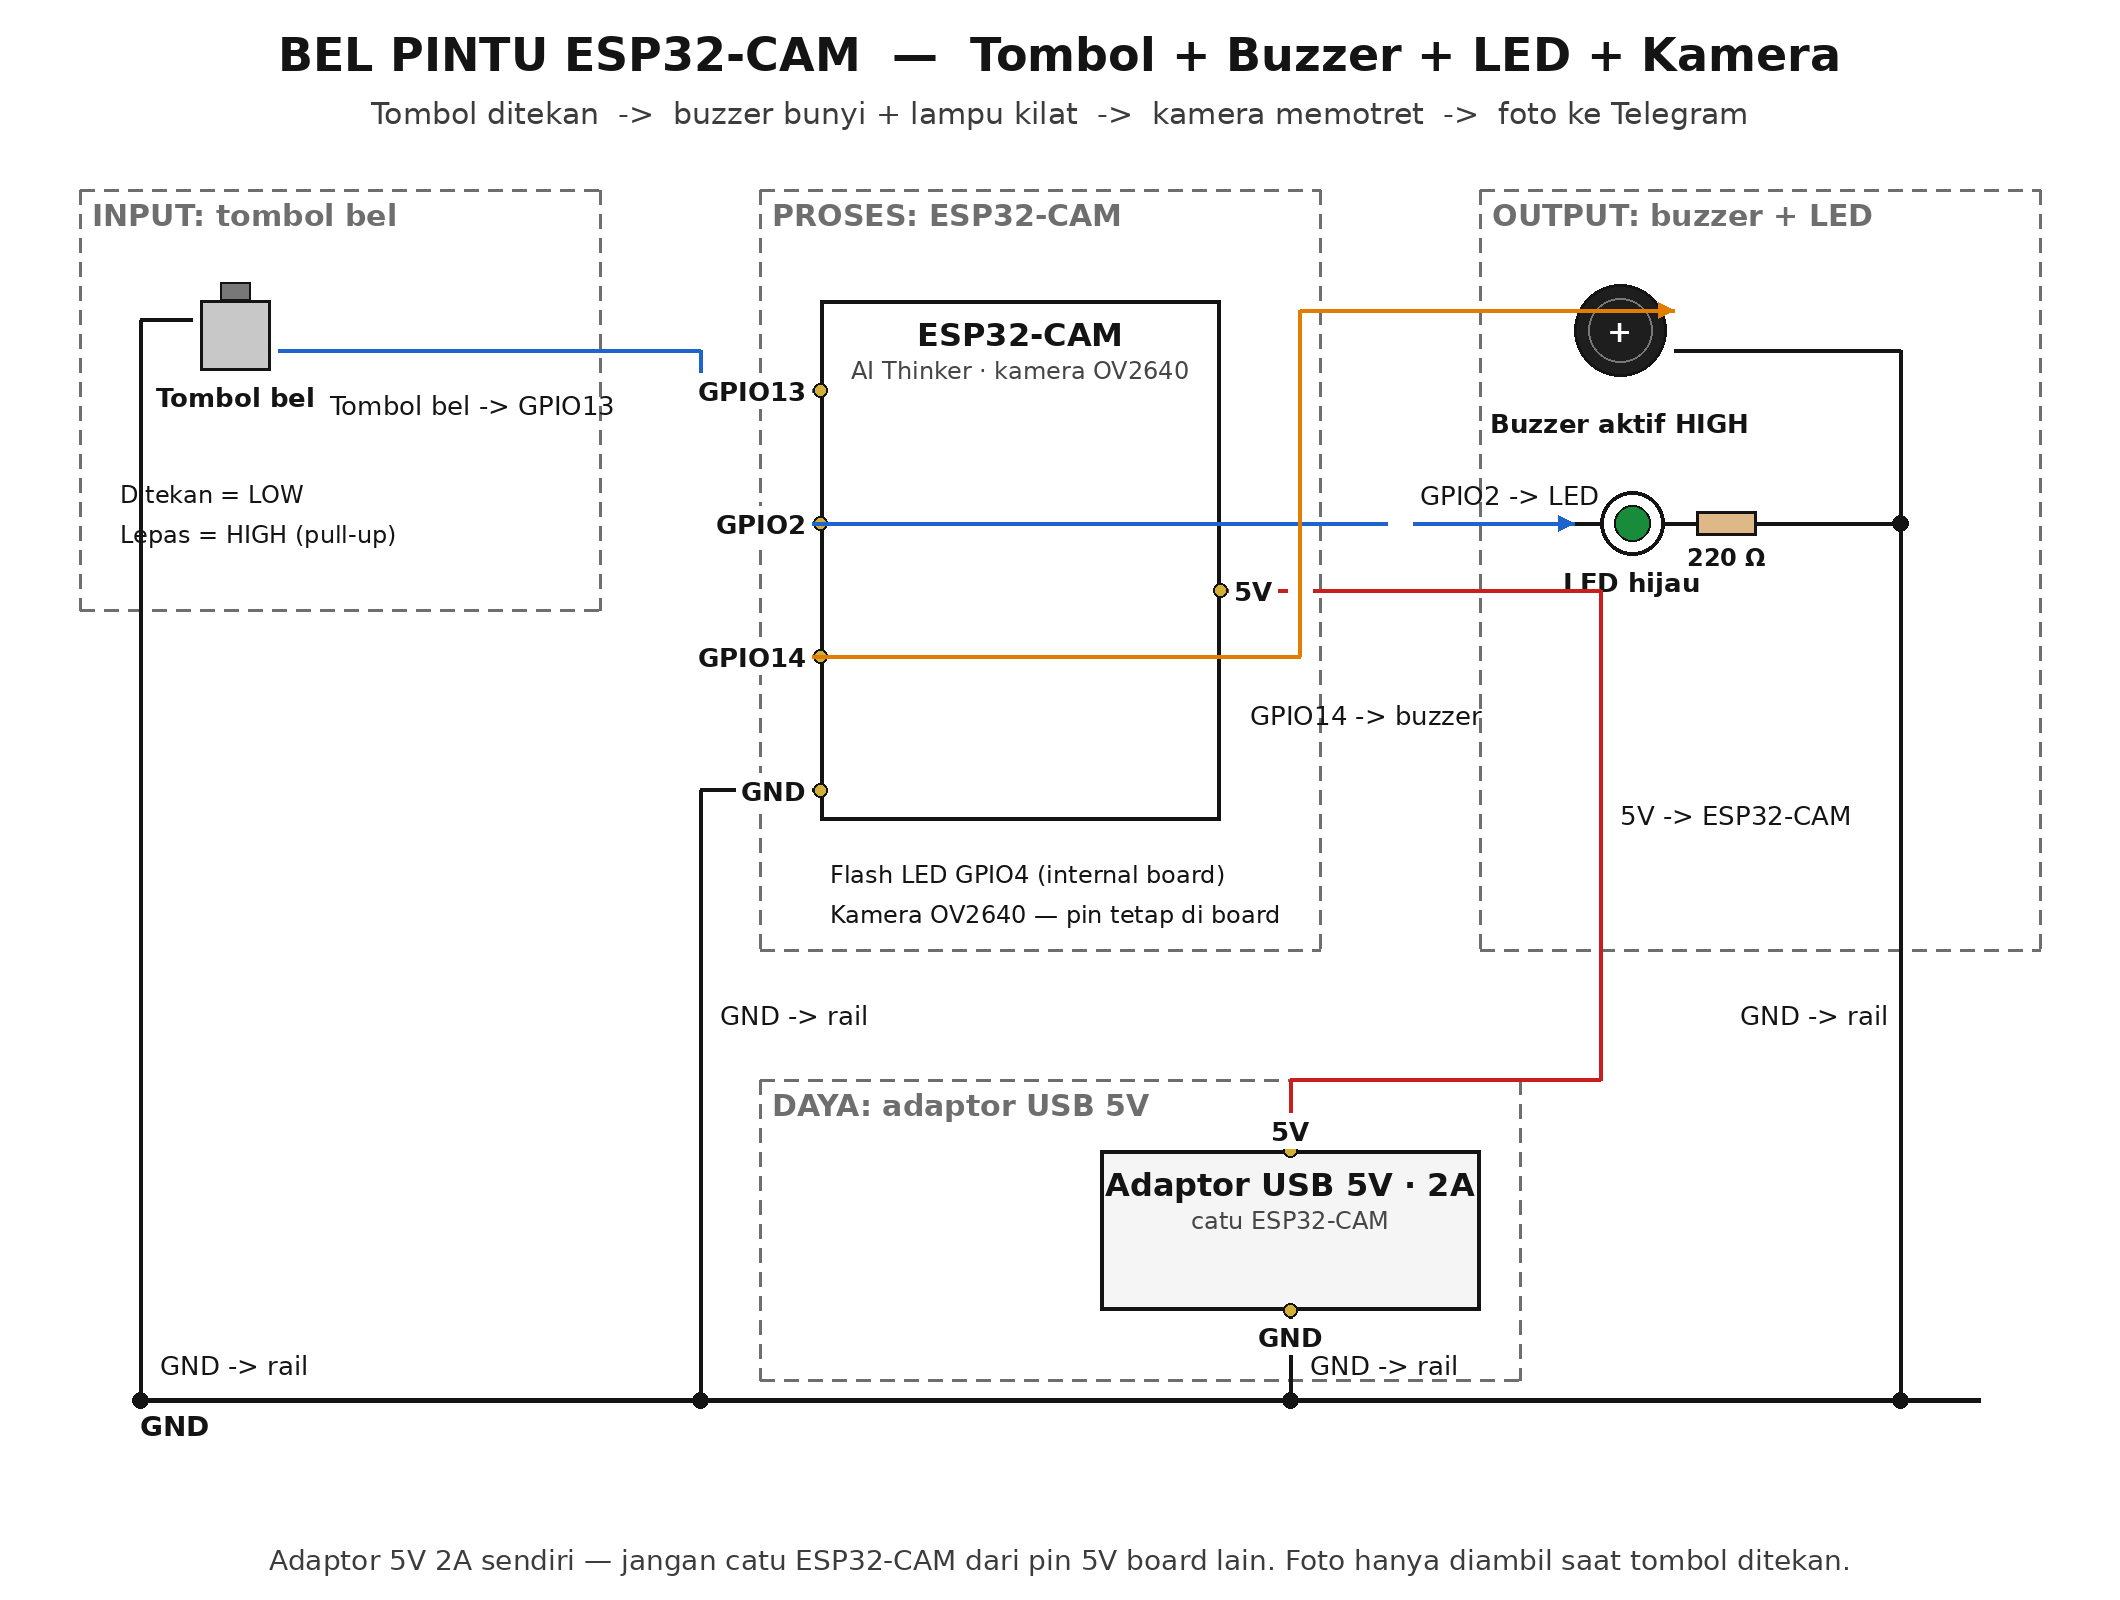 BEL PINTU ESP32-CAM — Tombol + Buzzer + LED + Kamera
Tombol ditekan -> buzzer bunyi + lampu kilat -> kamera memotret -> foto ke Telegram
INPUT: tombol bel
Tombol bel
Tombol bel -> GPIO13
Ditekan = LOW
Lepas = HIGH (pull-up)
PROSES: ESP32-CAM
ESP32-CAM
AI Thinker · kamera OV2640
GPIO13
GPIO2
5V
GPIO14
GND
GPIO14 -> buzzer
Flash LED GPIO4 (internal board)
Kamera OV2640 — pin tetap di board
OUTPUT: buzzer + LED
+
Buzzer aktif HIGH
GPIO2 -> LED
220 Ω
LED hijau
5V -> ESP32-CAM
GND -> rail
GND -> rail
DAYA: adaptor USB 5V
5V
Adaptor USB 5V · 2A
catu ESP32-CAM
GND
GND -> rail
GND -> rail
GND
Adaptor 5V 2A sendiri — jangan catu ESP32-CAM dari pin 5V board lain. Foto hanya diambil saat tombol ditekan.